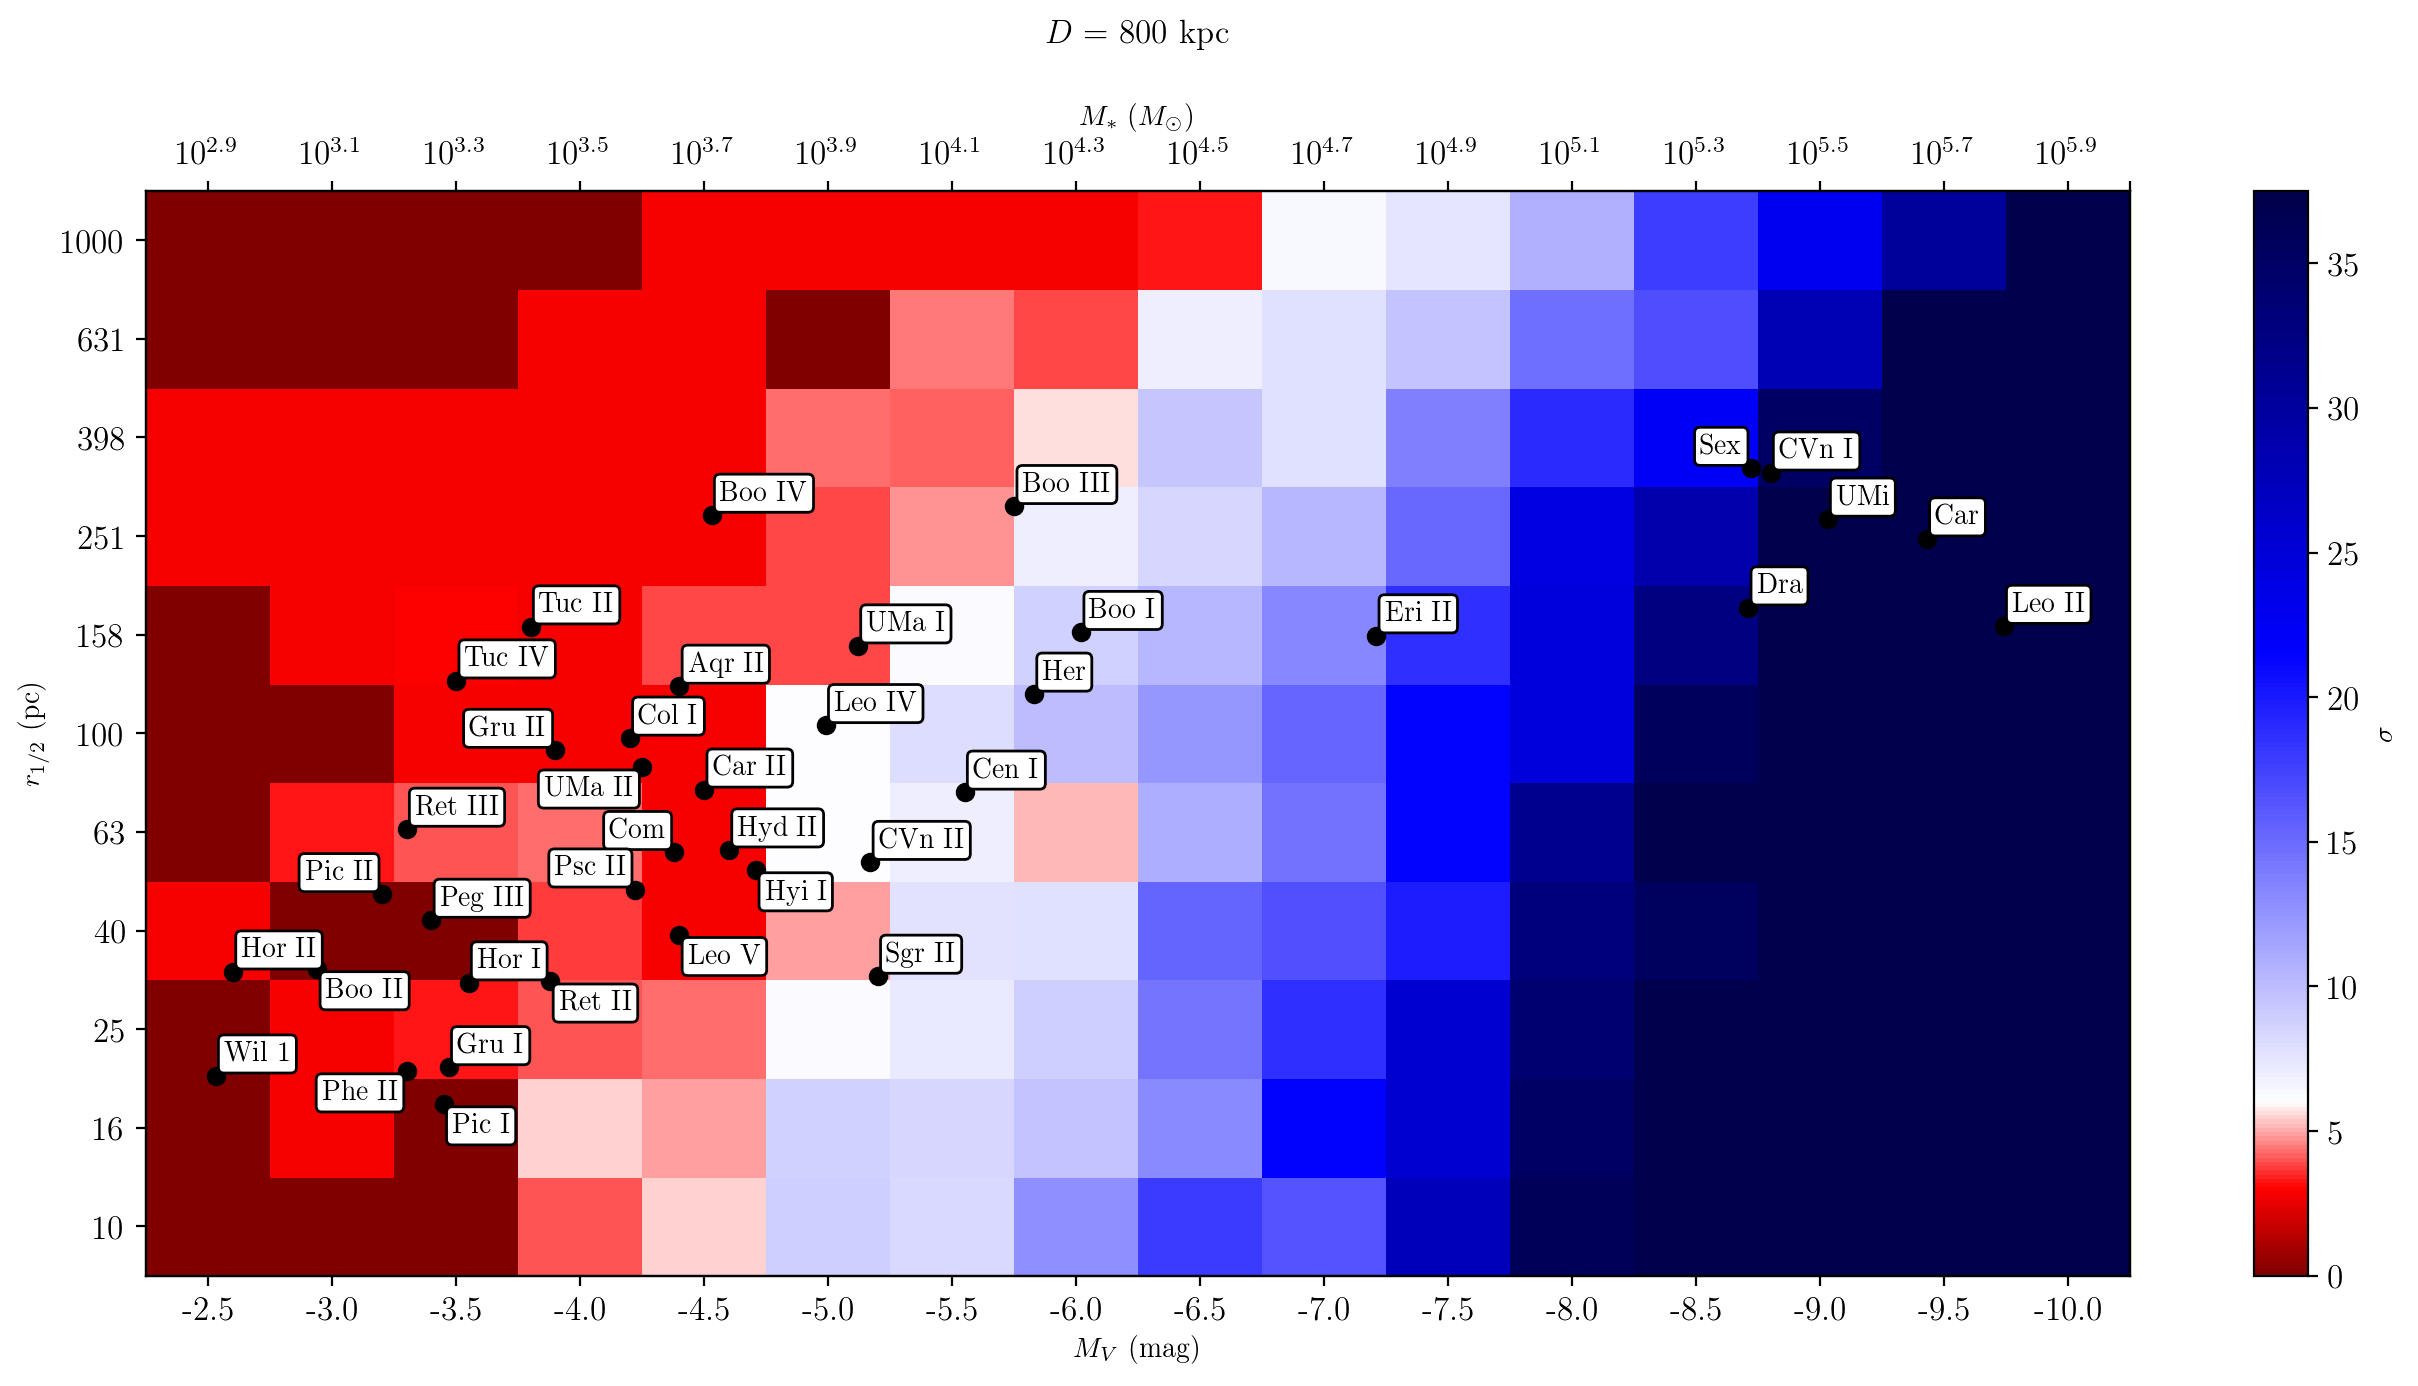 D = 800 kpc
M* (M⊙)
10^2.9 10^3.1 10^3.3 10^3.5 10^3.7 10^3.9 10^4.1 10^4.3 10^4.5 10^4.7 10^4.9 10^5.1 10^5.3 10^5.5 10^5.7 10^5.9
1000
631
398
251
158
100
63
40
25
16
10
r1/2 (pc)
Sex
CVn I
Boo IV
Boo III
UMi
Car
Tuc II
Dra
Leo II
UMa I
Boo I
Eri II
Tuc IV
Aqr II
Her
Gru II
Col I
Leo IV
UMa II
Car II
Cen I
Ret III
Com
Hyd II
CVn II
Pic II
Psc II
Peg III
Hyi I
Hor II
Hor I
Leo V
Sgr II
Boo II
Ret II
Wil 1
Gru I
Phe II
Pic I
-2.5 -3.0 -3.5 -4.0 -4.5 -5.0 -5.5 -6.0 -6.5 -7.0 -7.5 -8.0 -8.5 -9.0 -9.5 -10.0
MV (mag)
35
30
25
20
15
10
5
0
σ